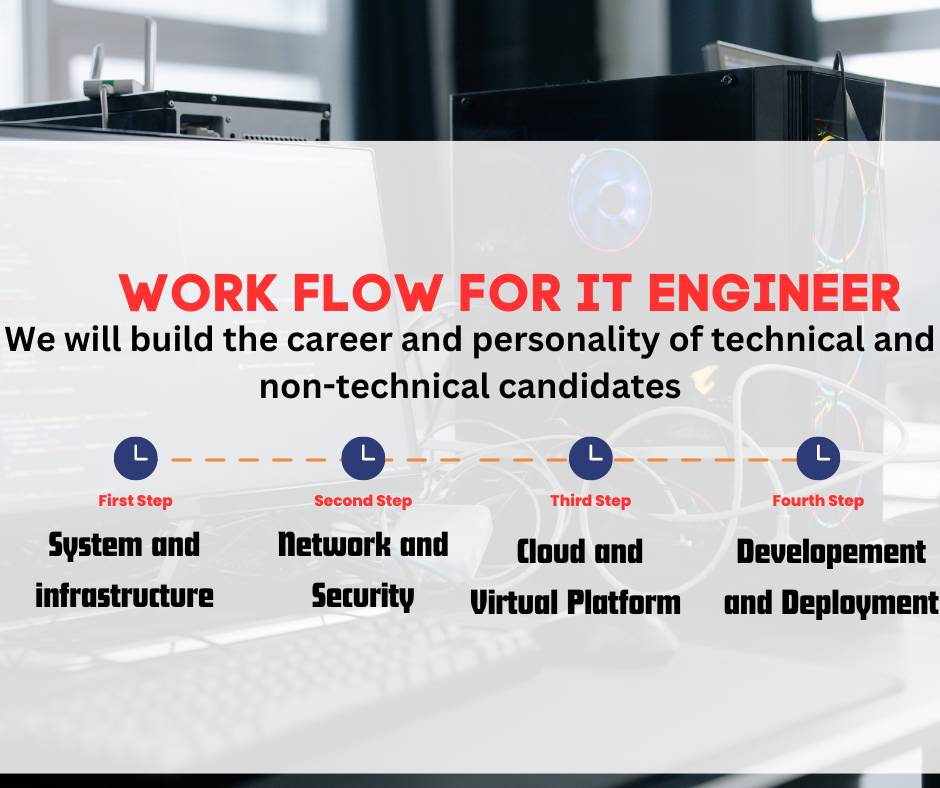 WORK FLOW FOR IT ENGINEER
We will build the career and personality of technical and
non-technical candidates
First Step
Second Step
Third Step
Fourth Step
System and
infrastructure
Network and
Security
Cloud and
Virtual Platform
Developement
and Deployment